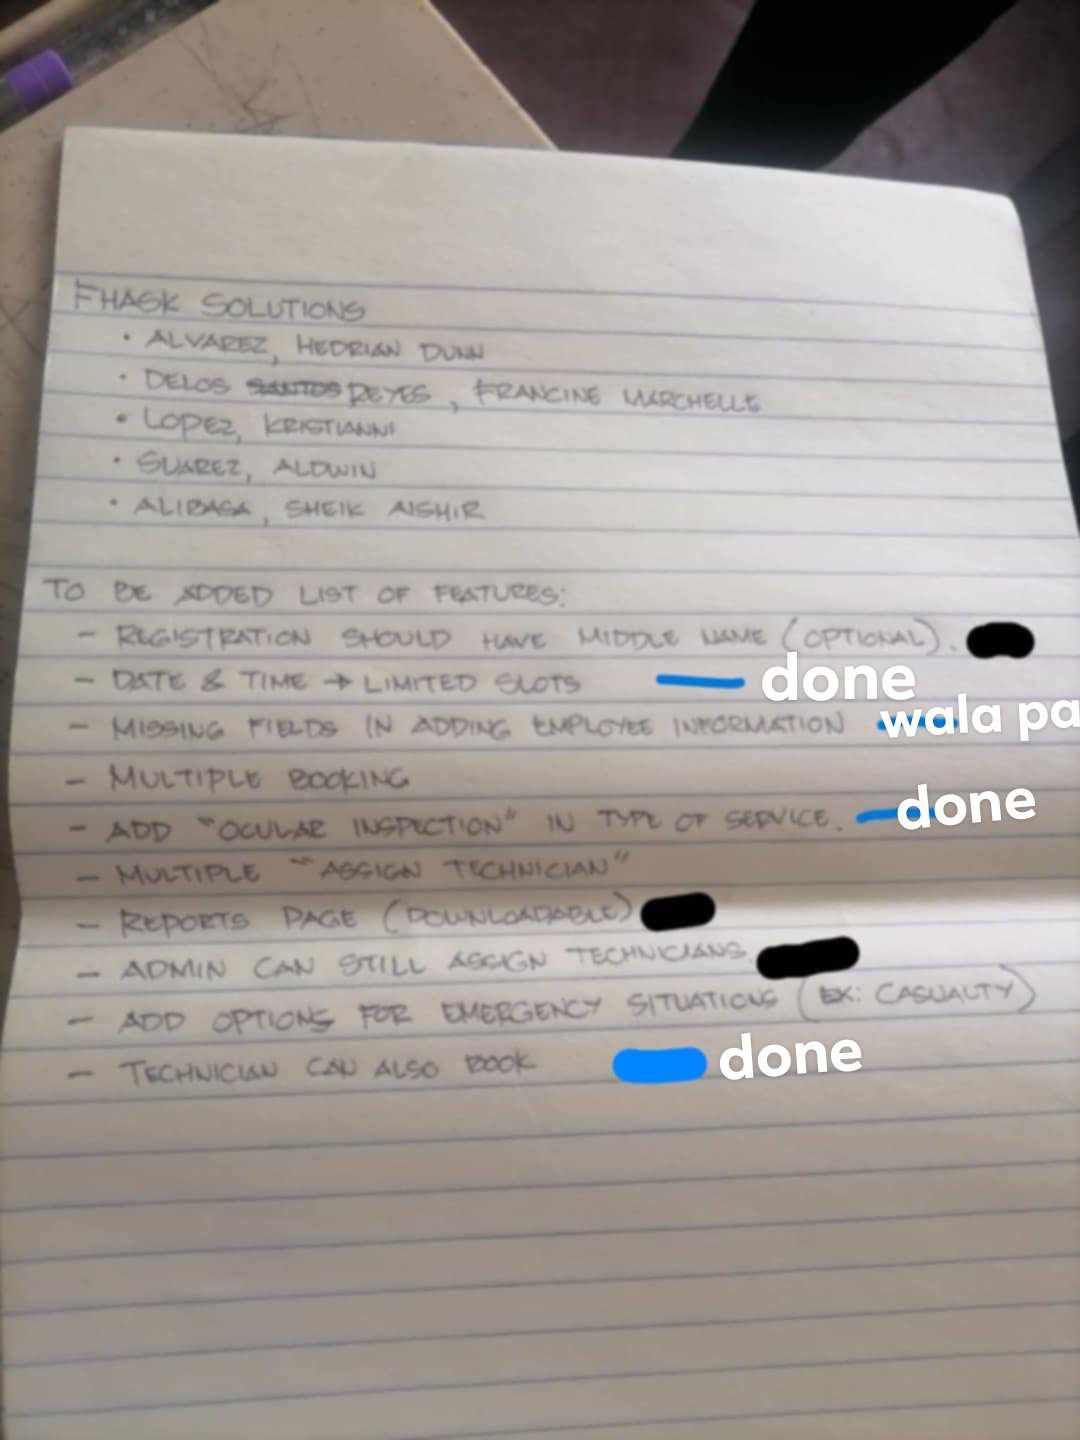 FHASK SOLUTIONS
• ALVAREZ, HEDRIAN DUNN
• DELOS SANTOS REYES, FRANCINE MARCHELLE
• LOPEZ, KRISTIANNI
• SUAREZ, ALDWIN
• ALIBASA, SHEIK AISHIR
TO BE ADDED LIST OF FEATURES:
- REGISTRATION SHOULD HAVE MIDDLE NAME (OPTIONAL).
- DATE & TIME → LIMITED SLOTS done
- MISSING FIELDS IN ADDING EMPLOYEE INFORMATION wala pa
- MULTIPLE BOOKING
- ADD "OCULAR INSPECTION" IN TYPE OF SERVICE. done
- MULTIPLE "ASSIGN TECHNICIAN"
- REPORTS PAGE (DOWNLOADABLE)
- ADMIN CAN STILL ASSIGN TECHNICIANS
- ADD OPTIONS FOR EMERGENCY SITUATIONS (EX: CASUALTY)
- TECHNICIAN CAN ALSO BOOK done